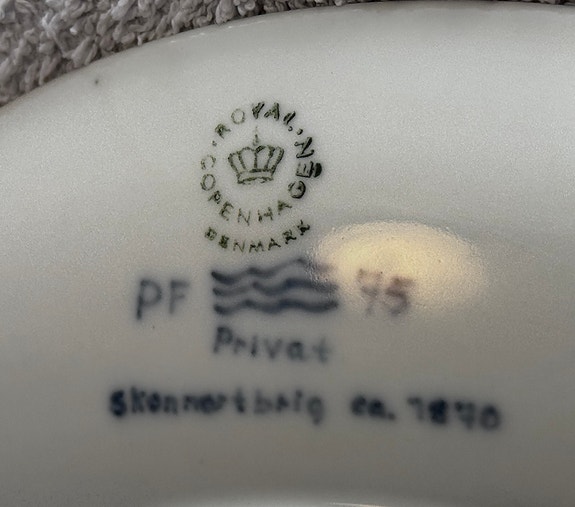 ROYAL COPENHAGEN
DENMARK
PF 75
Privat
Skonnertbrig ca. 1870